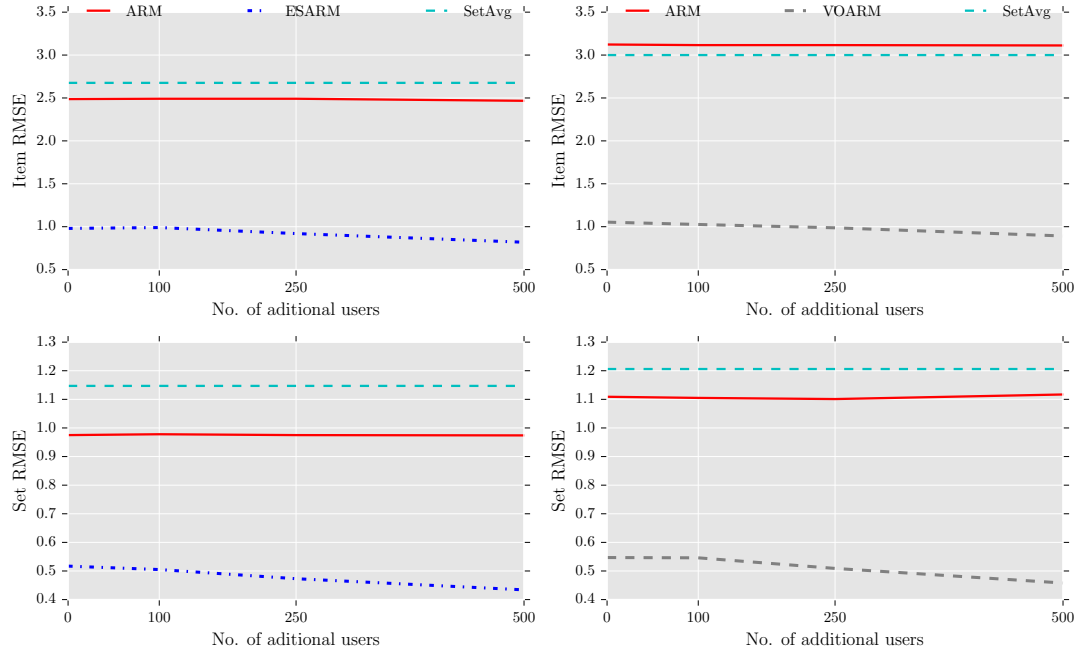 ARM ESARM SetAvg
3.5
3.0
2.5
2.0
1.5
1.0
0.5
Item RMSE
0 100 250 500
No. of aditional users
ARM VOARM SetAvg
3.5
3.0
2.5
2.0
1.5
1.0
0.5
Item RMSE
0 100 250 500
No. of additional users
1.3
1.2
1.1
1.0
0.9
0.8
0.7
0.6
0.5
0.4
Set RMSE
0 100 250 500
No. of aditional users
1.3
1.2
1.1
1.0
0.9
0.8
0.7
0.6
0.5
0.4
Set RMSE
0 100 250 500
No. of additional users